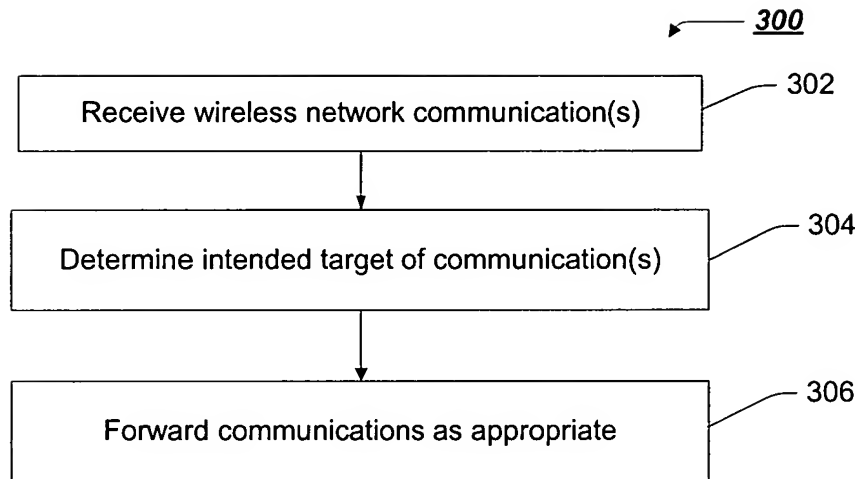 300
Receive wireless network communication(s)
302
Determine intended target of communication(s)
304
Forward communications as appropriate
306